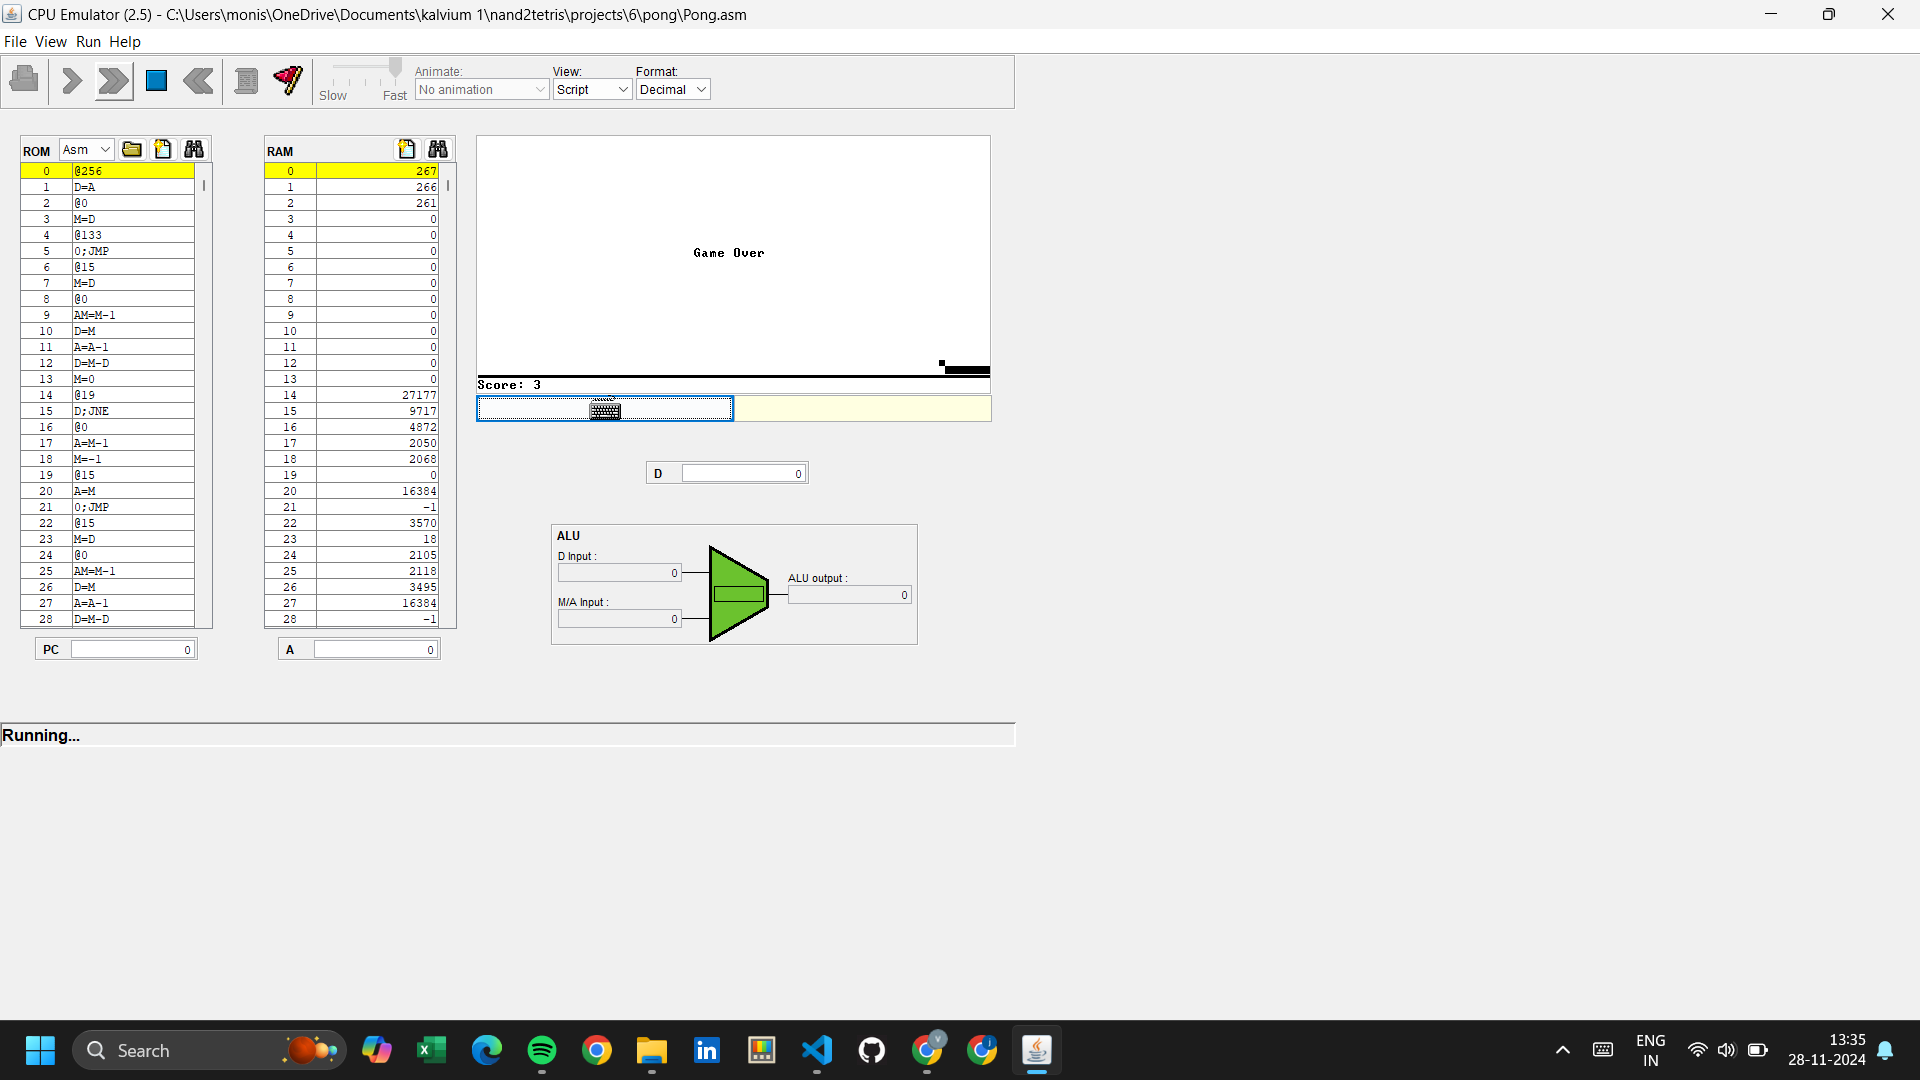 CPU Emulator (2.5) - C:\Users\monis\OneDrive\Documents\kalvium 1\nand2tetris\projects\6\pong\Pong.asm
File View Run Help
Slow Fast
Animate:
No animation
View:
Script
Format:
Decimal
ROM Asm
0 @256
1 D=A
2 @0
3 M=D
4 @133
5 0;JMP
6 @15
7 M=D
8 @0
9 AM=M-1
10 D=M
11 A=A-1
12 D=M-D
13 M=0
14 @19
15 D;JNE
16 @0
17 A=M-1
18 M=-1
19 @15
20 A=M
21 0;JMP
22 @15
23 M=D
24 @0
25 AM=M-1
26 D=M
27 A=A-1
28 D=M-D
PC 0
RAM
0 267
1 266
2 261
3 0
4 0
5 0
6 0
7 0
8 0
9 0
10 0
11 0
12 0
13 0
14 27177
15 9717
16 4872
17 2050
18 2068
19 0
20 16384
21 -1
22 3570
23 18
24 2105
25 2118
26 3495
27 16384
28 -1
A 0
Game Over
Score: 3
D 0
ALU
D Input :
0
M/A Input :
0
ALU output :
0
Running...
Search
ENG
IN
13:35
28-11-2024